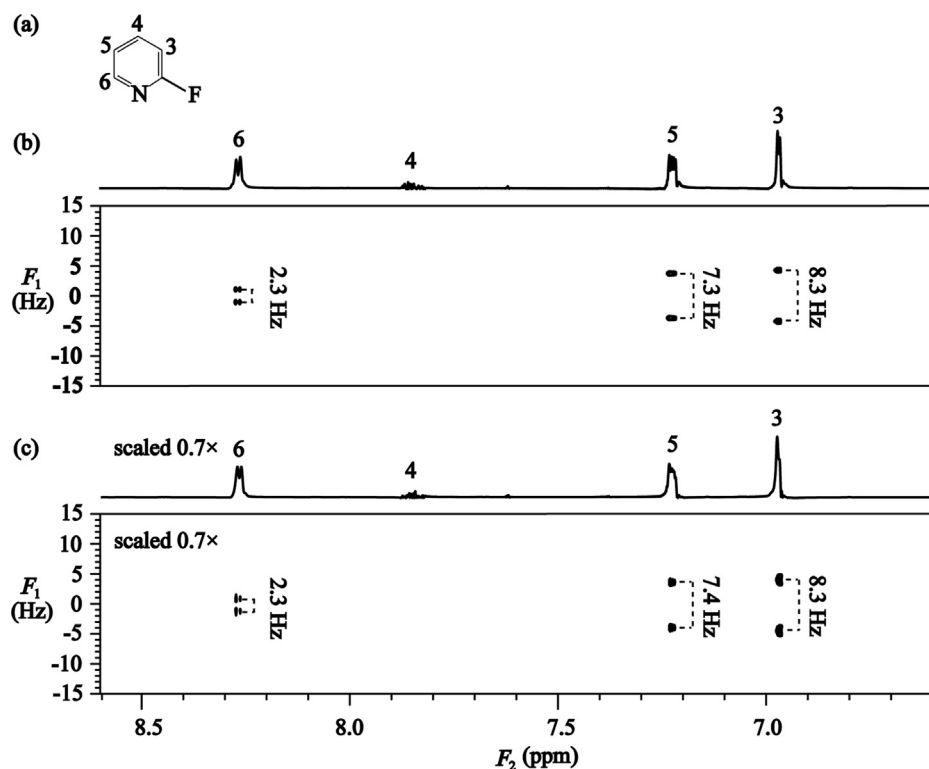 (a)
4
5 3
6
N F
(b)
6 4 5 3
15
10
5
F1
(Hz)
0
-5
-10
-15
2.3 Hz
7.3 Hz
8.3 Hz
(c)
scaled 0.7×
6 4 5 3
15
scaled 0.7×
10
5
F1
(Hz)
0
-5
-10
-15
2.3 Hz
7.4 Hz
8.3 Hz
8.5 8.0 7.5 7.0
F2 (ppm)